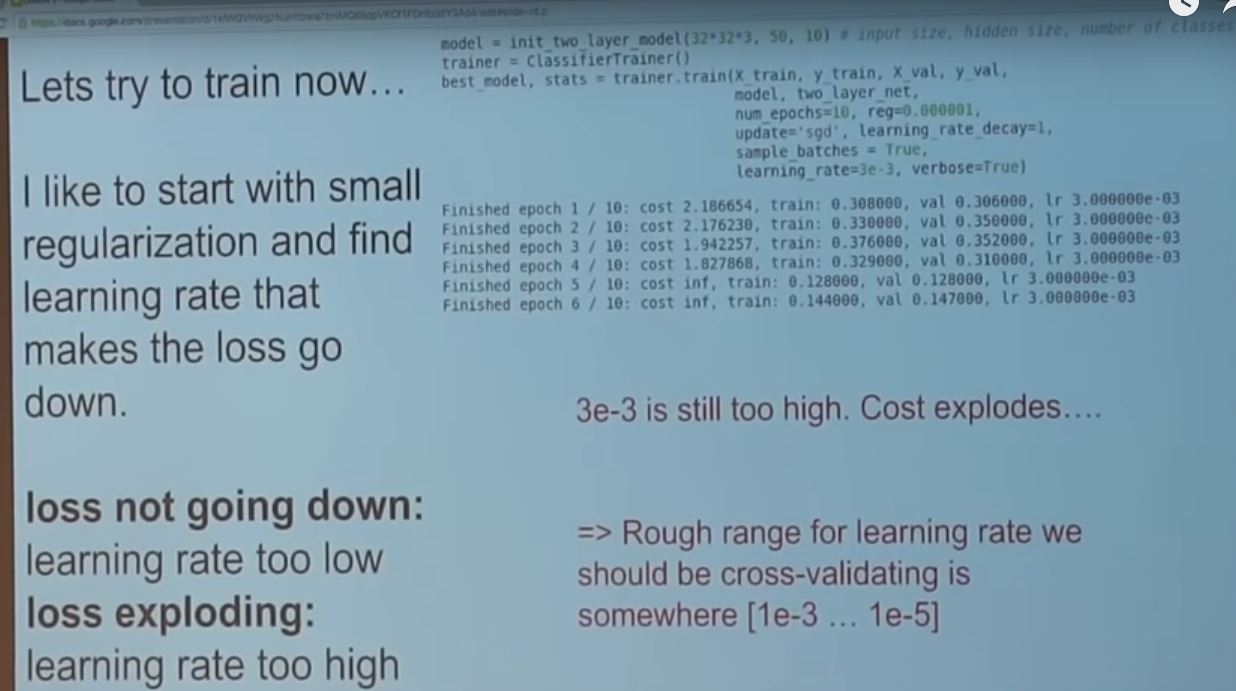 Lets try to train now…
I like to start with small
regularization and find
learning rate that
makes the loss go
down.
loss not going down:
learning rate too low
loss exploding:
learning rate too high
model = init_two_layer_model(32*32*3, 50, 10) # input size, hidden size, number of classes
trainer = ClassifierTrainer()
best_model, stats = trainer.train(X_train, y_train, X_val, y_val,
model, two_layer_net,
num_epochs=10, reg=0.000001,
update='sgd', learning_rate_decay=1,
sample_batches = True,
learning_rate=3e-3, verbose=True)
Finished epoch 1 / 10: cost 2.186654, train: 0.308000, val 0.306000, lr 3.000000e-03
Finished epoch 2 / 10: cost 2.176230, train: 0.330000, val 0.350000, lr 3.000000e-03
Finished epoch 3 / 10: cost 1.942257, train: 0.376000, val 0.352000, lr 3.000000e-03
Finished epoch 4 / 10: cost 1.827868, train: 0.329000, val 0.310000, lr 3.000000e-03
Finished epoch 5 / 10: cost inf, train: 0.128000, val 0.128000, lr 3.000000e-03
Finished epoch 6 / 10: cost inf, train: 0.144000, val 0.147000, lr 3.000000e-03
3e-3 is still too high. Cost explodes….
=> Rough range for learning rate we
should be cross-validating is
somewhere [1e-3 … 1e-5]